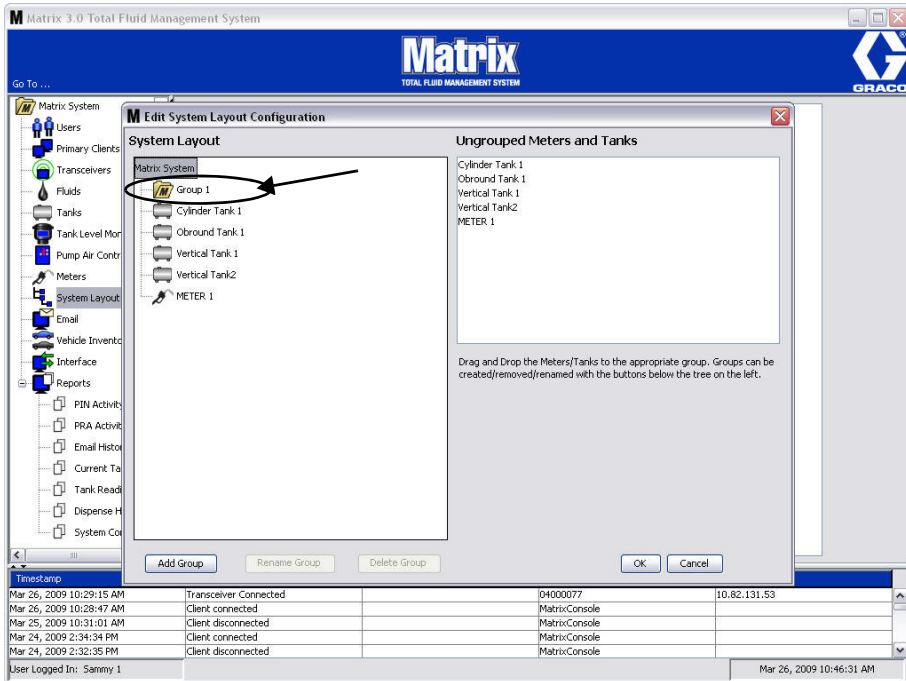 Matrix 3.0 Total Fluid Management System
Matrix
TOTAL FLUID MANAGEMENT SYSTEM
Go To ...
GRACO
Matrix System
Users
Primary Clients
Transceivers
Fluids
Tanks
Tank Level Mor
Pump Air Contr
Meters
System Layout
Email
Vehicle Invento
Interface
Reports
PIN Activity
PRA Activit
Email Histor
Current Ta
Tank Readi
Dispense H
System Cor
Edit System Layout Configuration
System Layout
Matrix System
Group 1
Cylinder Tank 1
Obround Tank 1
Vertical Tank 1
Vertical Tank2
METER 1
Ungrouped Meters and Tanks
Cylinder Tank 1
Obround Tank 1
Vertical Tank 1
Vertical Tank2
METER 1
Drag and Drop the Meters/Tanks to the appropriate group. Groups can be
created/removed/renamed with the buttons below the tree on the left.
Add Group Rename Group Delete Group OK Cancel
Timestamp
Mar 26, 2009 10:29:15 AM Transceiver Connected 04000077 10.82.131.53
Mar 26, 2009 10:28:47 AM Client connected MatrixConsole
Mar 25, 2009 10:31:01 AM Client disconnected MatrixConsole
Mar 24, 2009 2:34:34 PM Client connected MatrixConsole
Mar 24, 2009 2:32:35 PM Client disconnected MatrixConsole
User Logged In: Sammy 1 Mar 26, 2009 10:46:31 AM